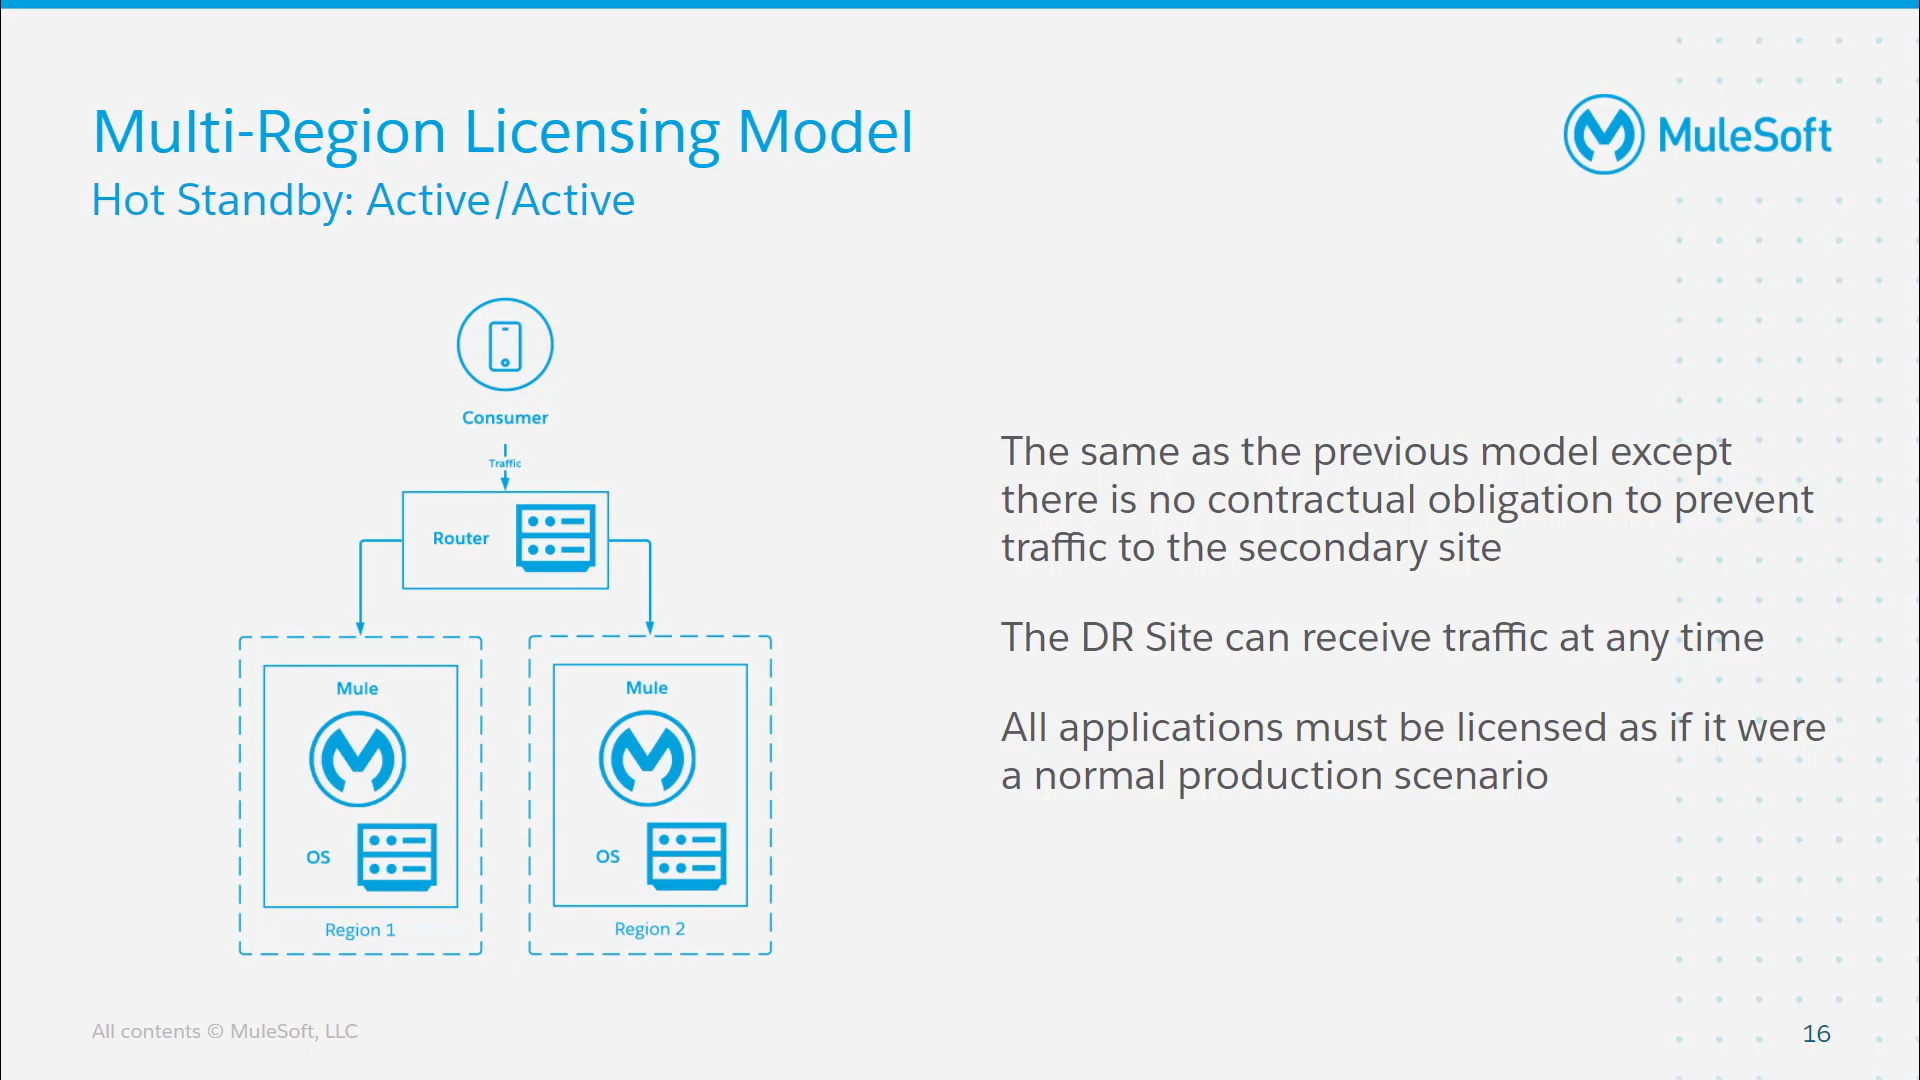 Multi-Region Licensing Model
Hot Standby: Active/Active
MuleSoft
Consumer
Traffic
Router
Mule
OS
Region 1
Mule
OS
Region 2
The same as the previous model except
there is no contractual obligation to prevent
traffic to the secondary site
The DR Site can receive traffic at any time
All applications must be licensed as if it were
a normal production scenario
All contents © MuleSoft, LLC
16